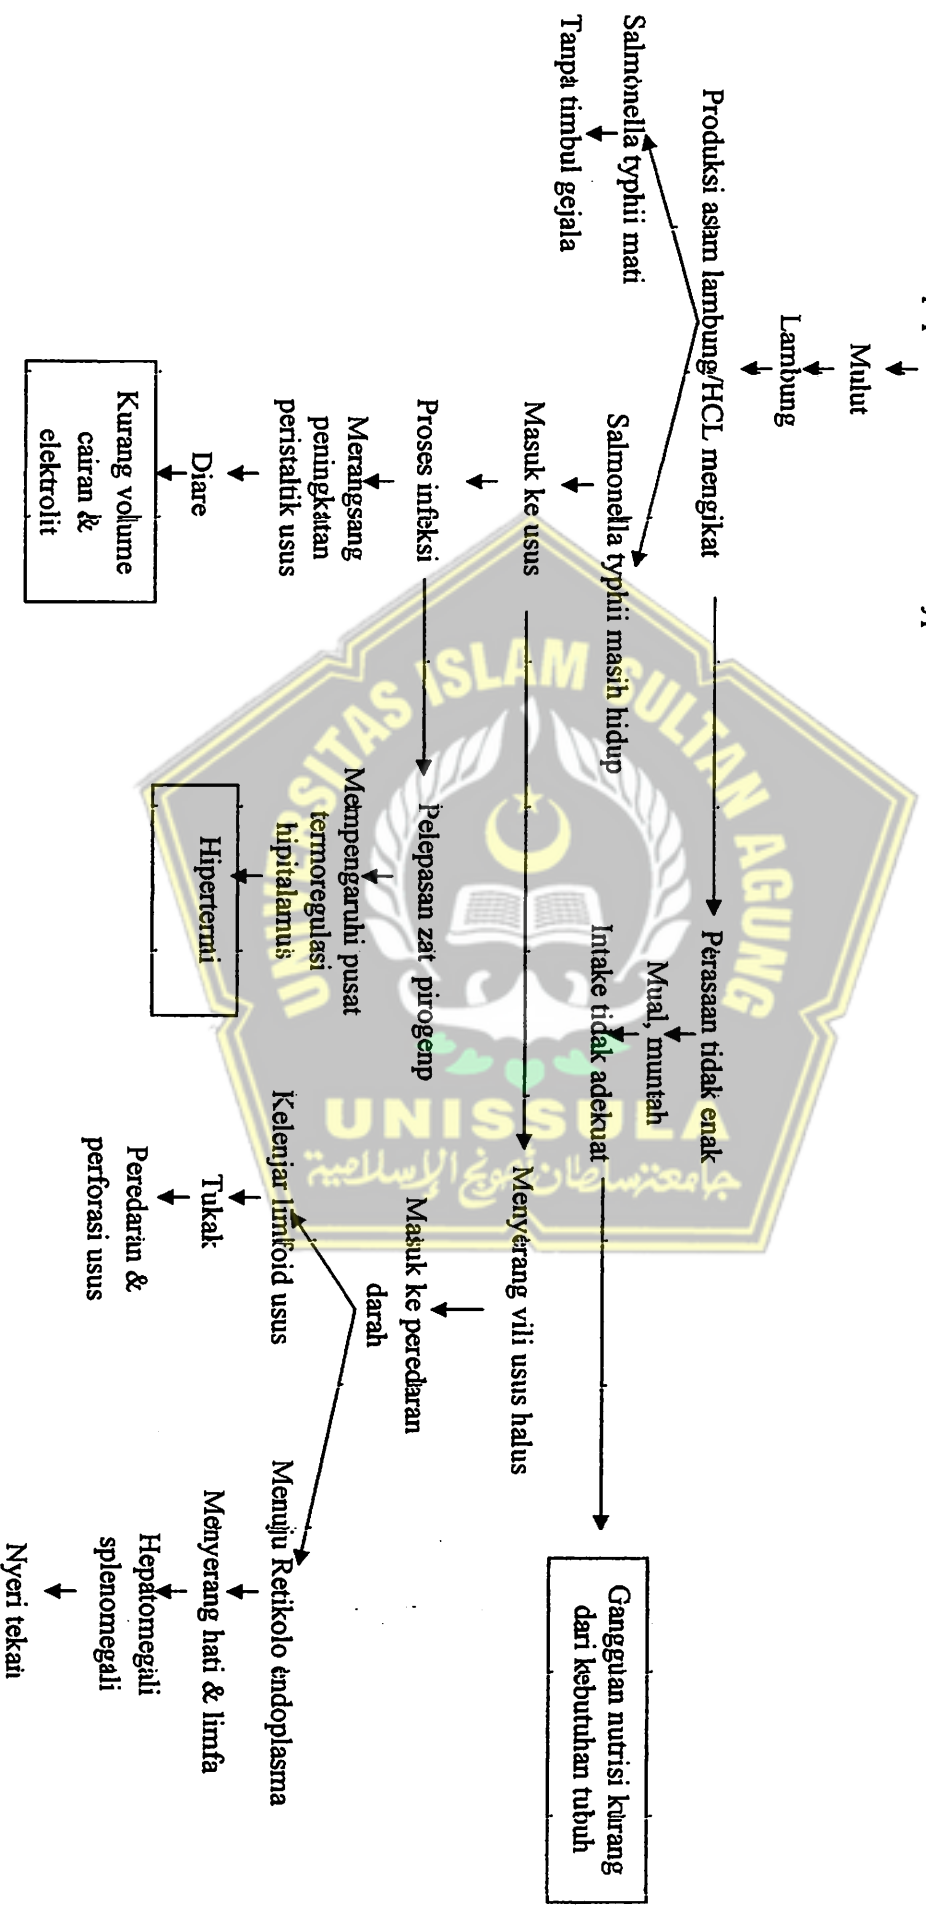 Mulut
Lambung
Produksi asam lambung/HCL mengikat
Perasaan tidak enak
Mual, muntah
Intake tidak adekuat
Gangguan nutrisi kurang
dari kebutuhan tubuh
Salmonella typhii mati
Tanpa timbul gejala
Salmonella typhii masih hidup
Masuk ke usus
Menyerang vili usus halus
Proses infeksi
Pelepasan zat pirogenp
Masuk ke peredaran
darah
Merangsang
peningkatan
peristaltik usus
Mempengaruhi pusat
termoregulasi
hipitalamus
Kelenjar limfoid usus
Menuju Retikolo endoplasma
Diare
Hipertermi
Tukak
Menyerang hati & limfa
Kurang volume
cairan &
elektrolit
Peredaran &
perforasi usus
Hepatomegali
splenomegali
Nyeri tekan
UNIVERSITAS ISLAM SULTAN AGUNG
UNISSULA
جامعة سلطان أجونج الإسلامية